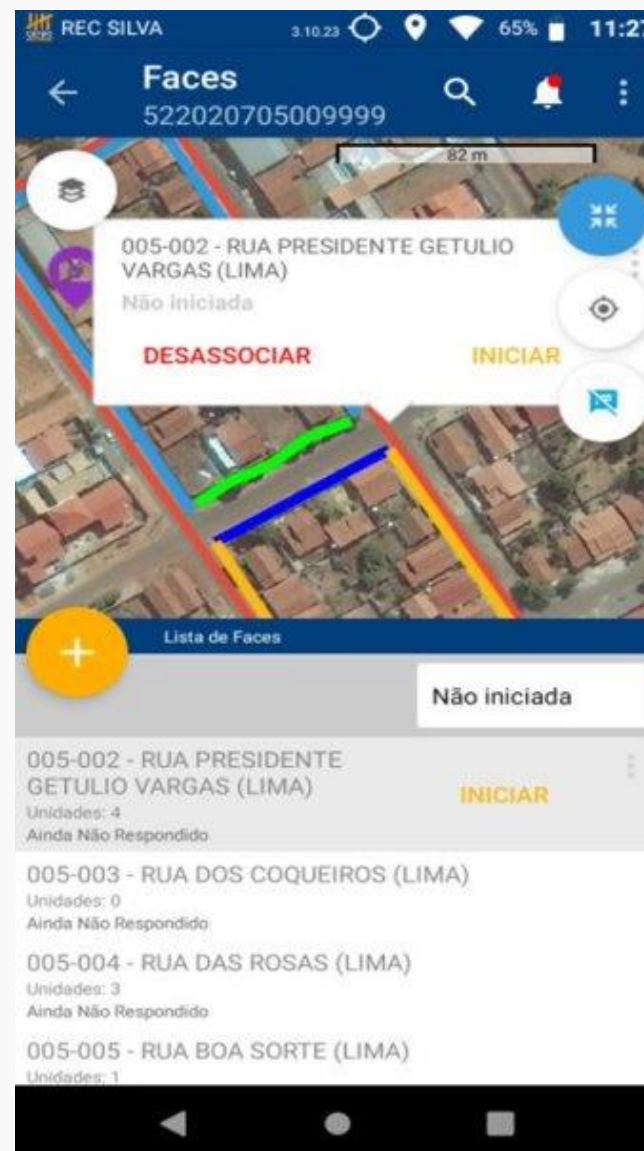 REC SILVA 3.10.23 65% 11:27
Faces
522020705009999
82 m
005-002 - RUA PRESIDENTE GETULIO
VARGAS (LIMA)
Não iniciada
DESASSOCIAR INICIAR
Lista de Faces
Não iniciada
005-002 - RUA PRESIDENTE
GETULIO VARGAS (LIMA)
INICIAR
Unidades: 4
Ainda Não Respondido
005-003 - RUA DOS COQUEIROS (LIMA)
Unidades: 0
Ainda Não Respondido
005-004 - RUA DAS ROSAS (LIMA)
Unidades: 3
Ainda Não Respondido
005-005 - RUA BOA SORTE (LIMA)
Unidades: 1